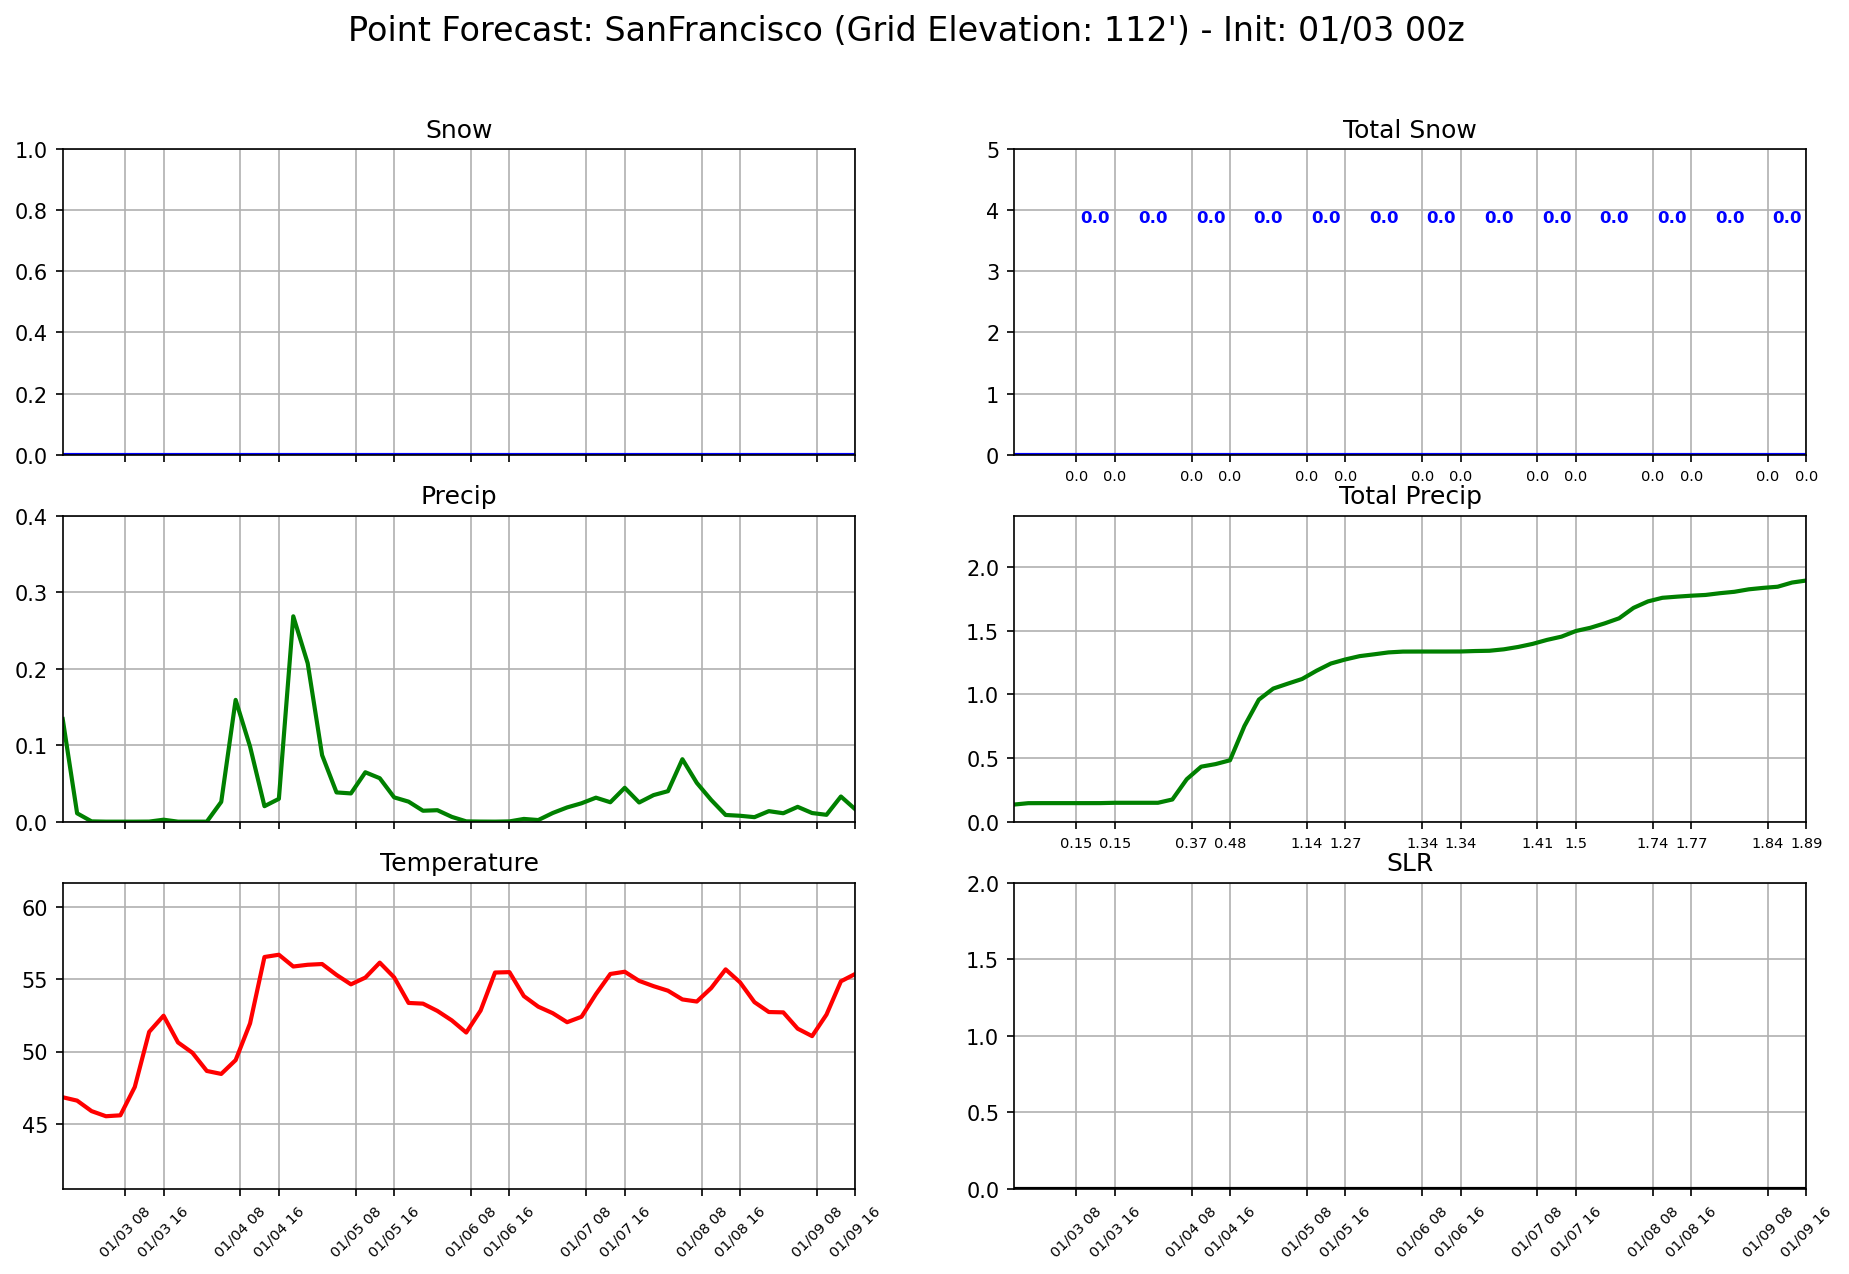 Point Forecast: SanFrancisco (Grid Elevation: 112') - Init: 01/03 00z
Snow
1.0
0.8
0.6
0.4
0.2
0.0
Total Snow
5
4
3
2
1
0
0.0 0.0 0.0 0.0 0.0 0.0 0.0 0.0 0.0 0.0 0.0 0.0 0.0
0.0 0.0 0.0 0.0 0.0 0.0 0.0 0.0 0.0 0.0 0.0 0.0 0.0 0.0
Precip
0.4
0.3
0.2
0.1
0.0
Total Precip
2.0
1.5
1.0
0.5
0.0
0.15 0.15 0.37 0.48 1.14 1.27 1.34 1.34 1.41 1.5 1.74 1.77 1.84 1.89
Temperature
60
55
50
45
01/03 08 01/03 16 01/04 08 01/04 16 01/05 08 01/05 16 01/06 08 01/06 16 01/07 08 01/07 16 01/08 08 01/08 16 01/09 08 01/09 16
SLR
2.0
1.5
1.0
0.5
0.0
01/03 08 01/03 16 01/04 08 01/04 16 01/05 08 01/05 16 01/06 08 01/06 16 01/07 08 01/07 16 01/08 08 01/08 16 01/09 08 01/09 16